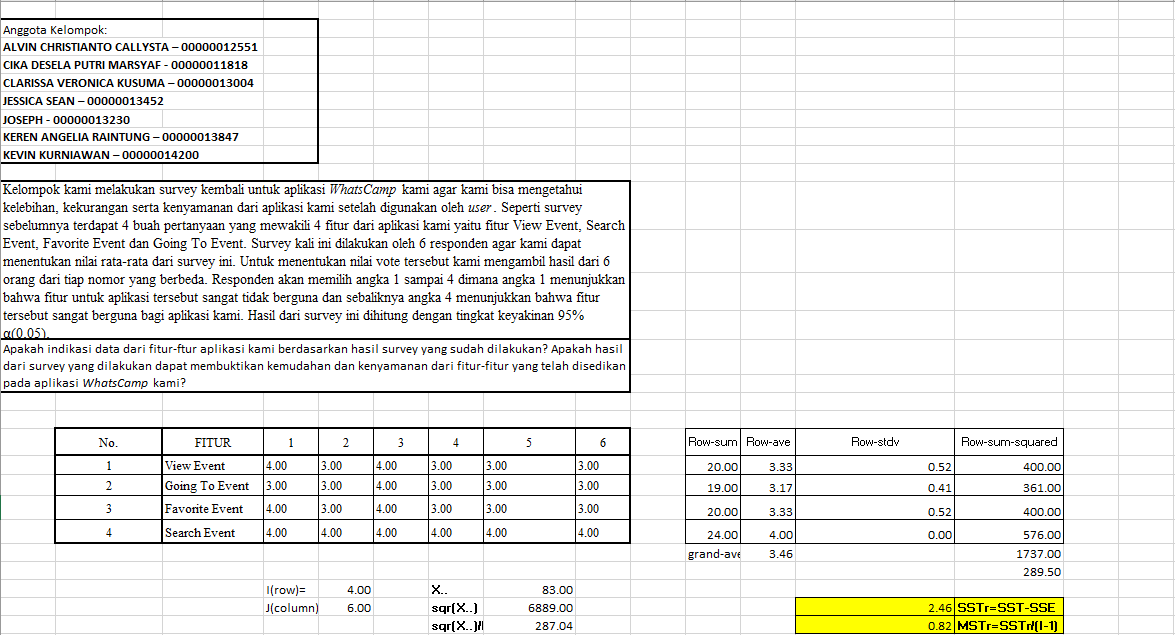 Anggota Kelompok:
ALVIN CHRISTIANTO CALLYSTA – 00000012551
CIKA DESELA PUTRI MARSYAF - 00000011818
CLARISSA VERONICA KUSUMA – 00000013004
JESSICA SEAN – 00000013452
JOSEPH - 00000013230
KEREN ANGELIA RAINTUNG – 00000013847
KEVIN KURNIAWAN – 00000014200
Kelompok kami melakukan survey kembali untuk aplikasi WhatsCamp kami agar kami bisa mengetahui
kelebihan, kekurangan serta kenyamanan dari aplikasi kami setelah digunakan oleh user. Seperti survey
sebelumnya terdapat 4 buah pertanyaan yang mewakili 4 fitur dari aplikasi kami yaitu fitur View Event, Search
Event, Favorite Event dan Going To Event. Survey kali ini dilakukan oleh 6 responden agar kami dapat
menentukan nilai rata-rata dari survey ini. Untuk menentukan nilai vote tersebut kami mengambil hasil dari 6
orang dari tiap nomor yang berbeda. Responden akan memilih angka 1 sampai 4 dimana angka 1 menunjukkan
bahwa fitur untuk aplikasi tersebut sangat tidak berguna dan sebaliknya angka 4 menunjukkan bahwa fitur
tersebut sangat berguna bagi aplikasi kami. Hasil dari survey ini dihitung dengan tingkat keyakinan 95%
α(0,05).
Apakah indikasi data dari fitur-ftur aplikasi kami berdasarkan hasil survey yang sudah dilakukan? Apakah hasil
dari survey yang dilakukan dapat membuktikan kemudahan dan kenyamanan dari fitur-fitur yang telah disedikan
pada aplikasi WhatsCamp kami?
No. FITUR 1 2 3 4 5 6 Row-sum Row-ave Row-stdv Row-sum-squared
1 View Event 4.00 3.00 4.00 3.00 3.00 3.00 20.00 3.33 0.52 400.00
2 Going To Event 3.00 3.00 4.00 3.00 3.00 3.00 19.00 3.17 0.41 361.00
3 Favorite Event 4.00 3.00 4.00 3.00 3.00 3.00 20.00 3.33 0.52 400.00
4 Search Event 4.00 4.00 4.00 4.00 4.00 4.00 24.00 4.00 0.00 576.00
grand-ave 3.46 1737.00
289.50
I(row)= 4.00 X.. 83.00
J(column) 6.00 sqr(X..) 6889.00 2.46 SSTr=SST-SSE
sqr(X..)/I 287.04 0.82 MSTr=SSTr/(I-1)